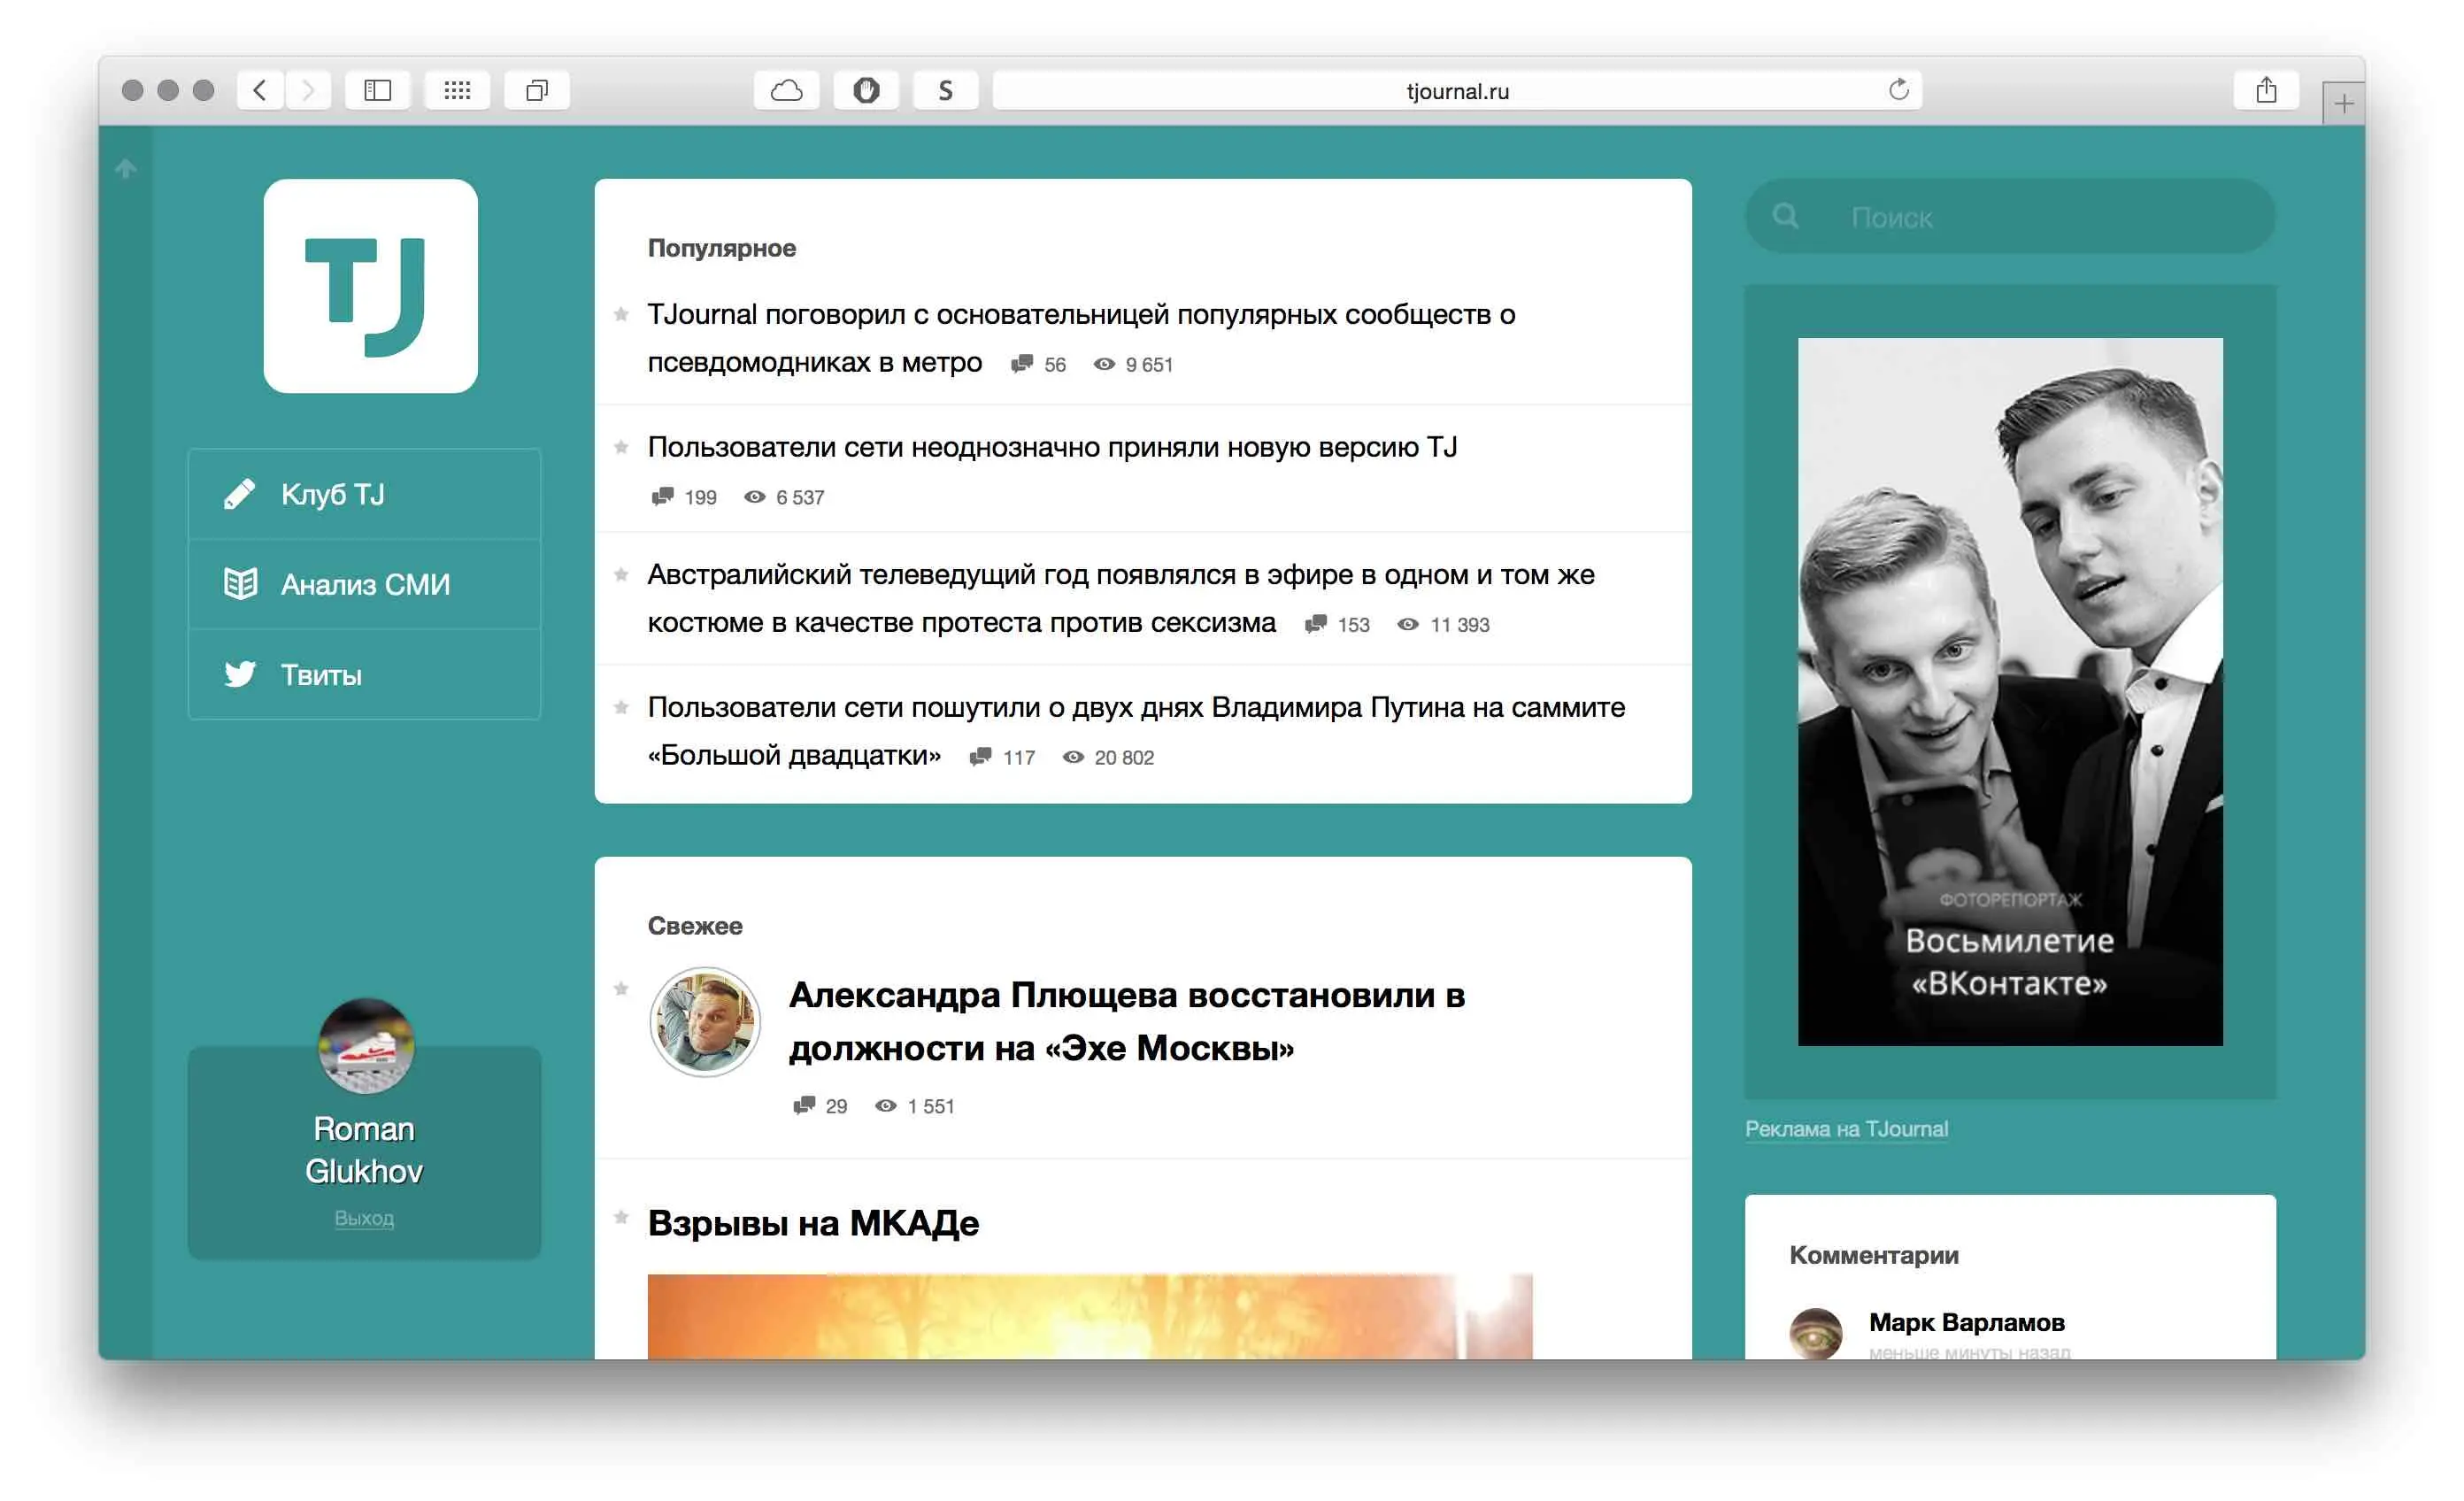 S
tjournal.ru
TJ
Клуб TJ
Анализ СМИ
Твиты
Roman
Glukhov
Выход
Популярное
TJournal поговорил с основательницей популярных сообществ о
псевдомодниках в метро 56 9 651
Пользователи сети неоднозначно приняли новую версию TJ
199 6 537
Австралийский телеведущий год появлялся в эфире в одном и том же
костюме в качестве протеста против сексизма 153 11 393
Пользователи сети пошутили о двух днях Владимира Путина на саммите
«Большой двадцатки» 117 20 802
Свежее
Александра Плющева восстановили в
должности на «Эхе Москвы»
29 1 551
Взрывы на МКАДе
Поиск
ФОТОРЕПОРТАЖ
Восьмилетие
«ВКонтакте»
Реклама на TJournal
Комментарии
Марк Варламов
меньше минуты назад